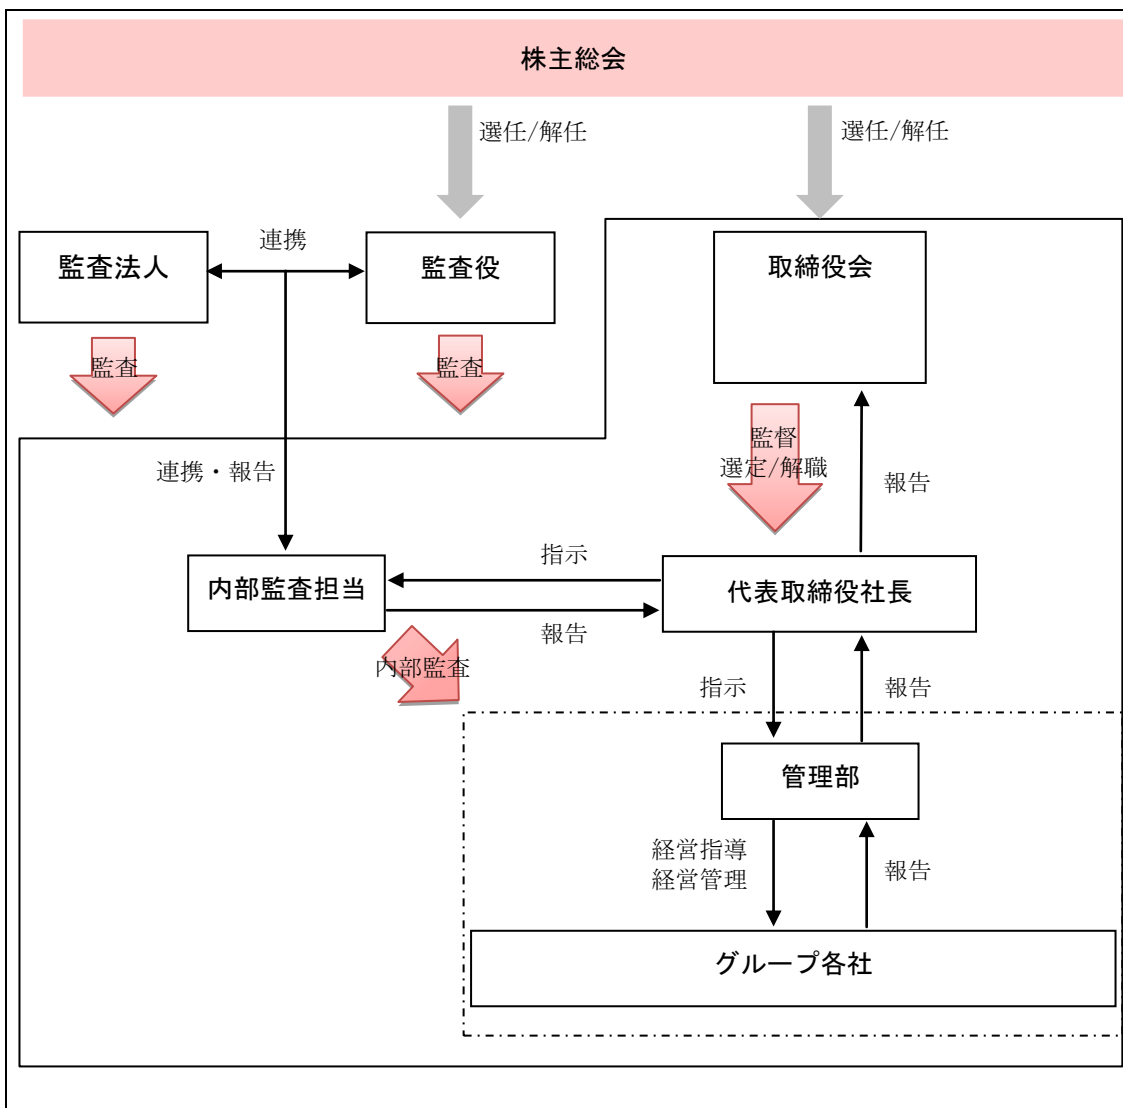 株主総会
選任/解任
選任/解任
連携
監査法人
監査役
取締役会
監査
監査
監督
選定/解職
連携・報告
報告
指示
内部監査担当
代表取締役社長
報告
内部監査
指示
報告
管理部
経営指導
経営管理
報告
グループ各社